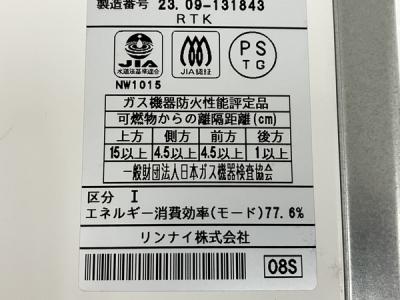 製造番号 23.09-131843
RTK
JIA
水道法基準適合
NW1015
JIA認証
PS
TG
ガス機器防火性能評定品
可燃物からの離隔距離(cm)
上方 側方 前方 後方
15以上 4.5以上 4.5以上 1以上
一般財団法人日本ガス機器検査協会
区分 I
エネルギー消費効率(モード)77.6%
リンナイ株式会社
08S